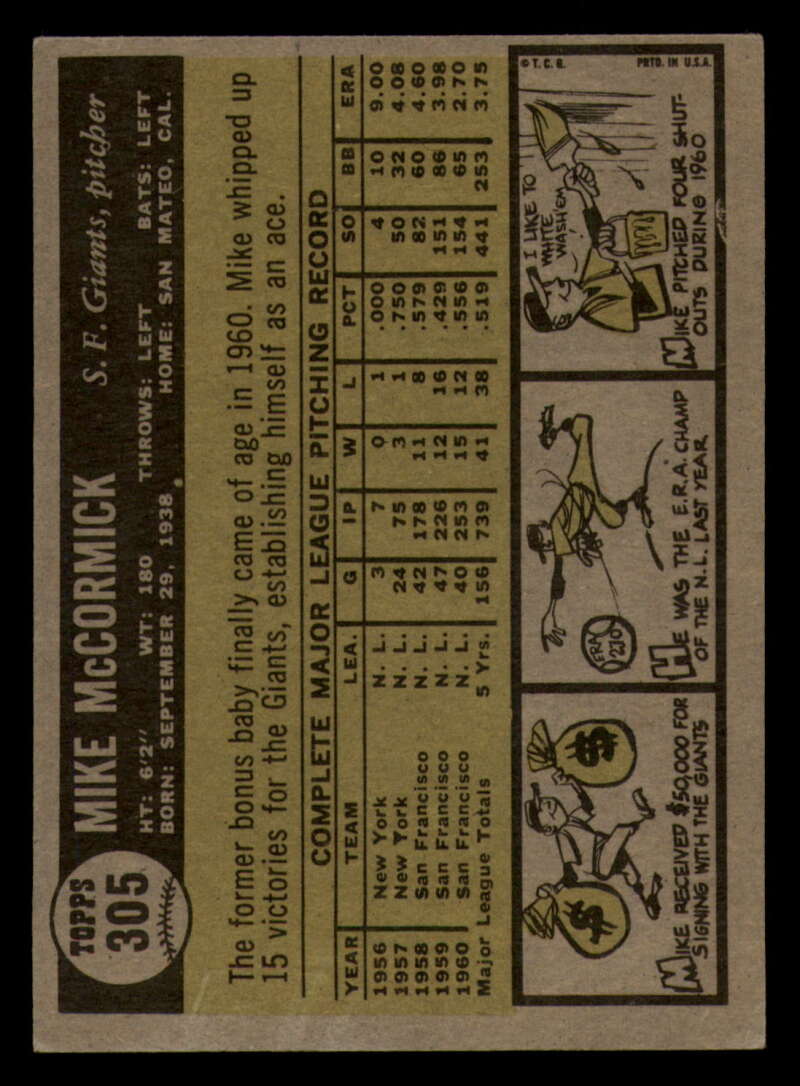 TOPPS
305
MIKE McCORMICK S. F. Giants, pitcher
HT: 6'2" WT: 180 THROWS: LEFT BATS: LEFT
BORN: SEPTEMBER 29, 1938 HOME: SAN MATEO, CAL.
The former bonus baby finally came of age in 1960. Mike whipped up
15 victories for the Giants, establishing himself as an ace.
COMPLETE MAJOR LEAGUE PITCHING RECORD
YEAR TEAM LEA. G IP W L PCT SO BB ERA
1956 New York N. L. 3 7 0 1 .000 4 10 9.00
1957 New York N. L. 24 75 3 1 .750 50 32 4.08
1958 San Francisco N. L. 42 178 11 8 .579 82 60 4.60
1959 San Francisco N. L. 47 226 12 16 .429 151 86 3.98
1960 San Francisco N. L. 40 253 15 12 .556 154 65 2.70
Major League Totals 5 Yrs. 156 739 41 38 .519 441 253 3.75
$
$
MIKE RECEIVED $50,000 FOR
SIGNING WITH THE GIANTS
ERA
2.70
HE WAS THE E.R.A. CHAMP
OF THE N.L. LAST YEAR
© T. C. G. PRTD. IN U.S.A.
I LIKE TO
WHITE
WASH 'EM
MIKE PITCHED FOUR SHUT-
OUTS DURING 1960